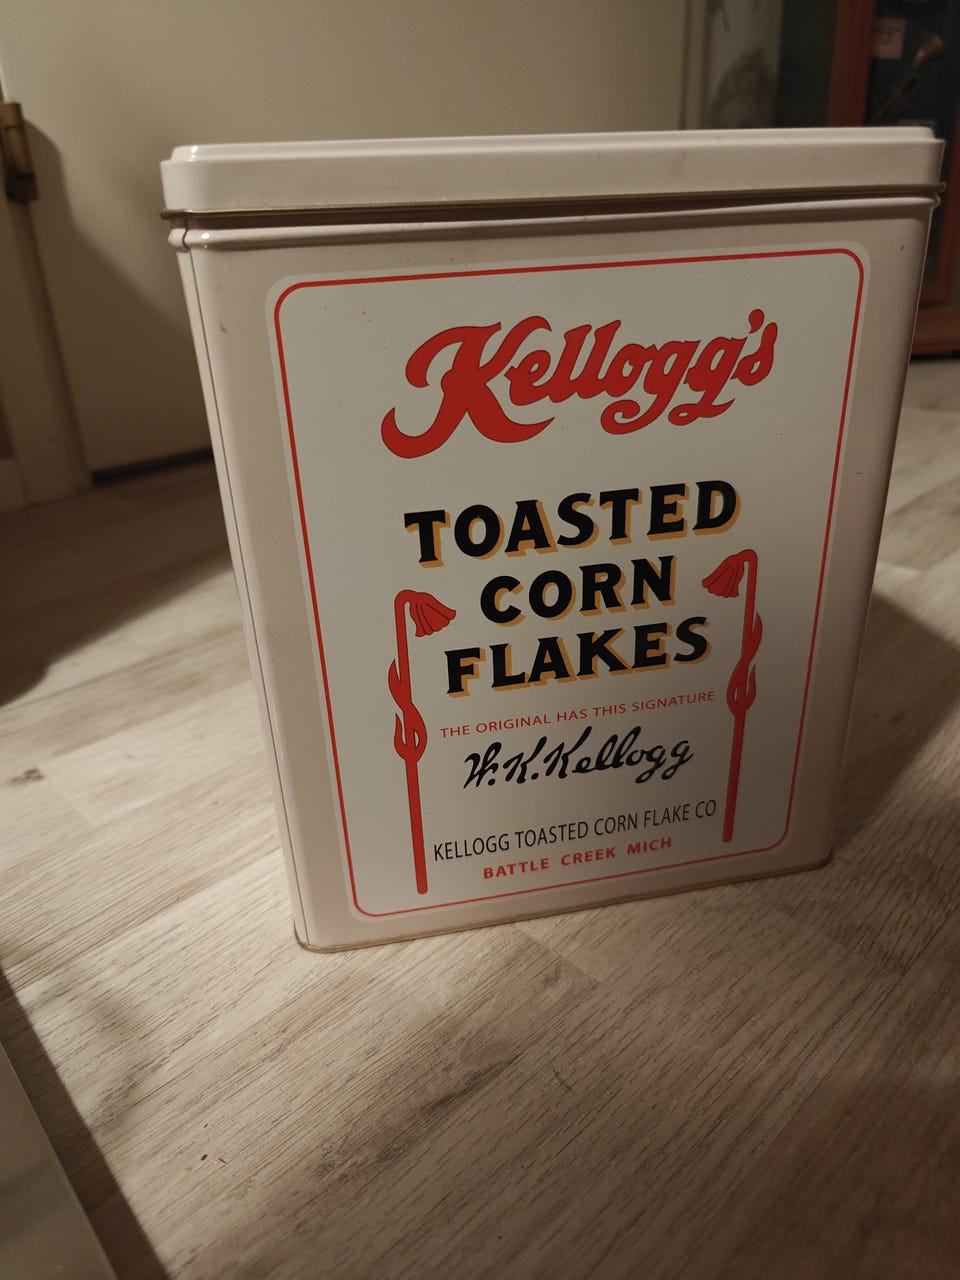 Kellogg's
TOASTED
CORN
FLAKES
THE ORIGINAL HAS THIS SIGNATURE
W.K.Kellogg
KELLOGG TOASTED CORN FLAKE CO
BATTLE CREEK MICH